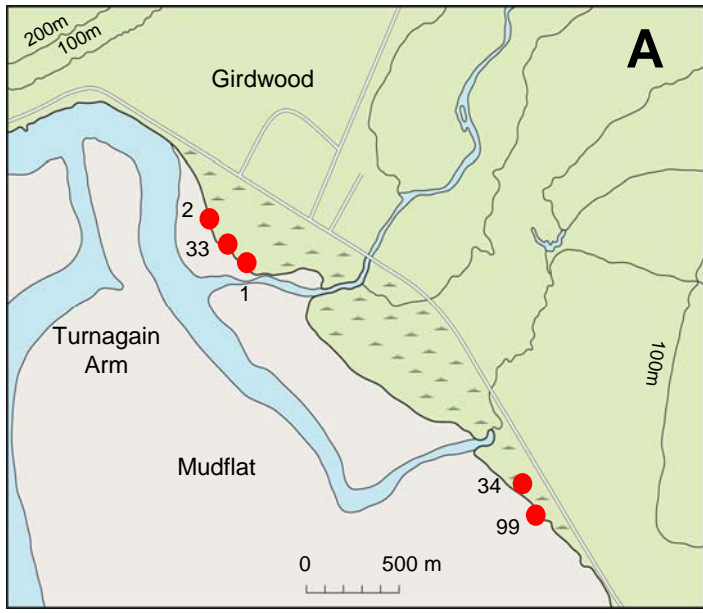 200m
100m
A
Girdwood
2
33
1
Turnagain
Arm
100m
Mudflat
34
99
0 500 m